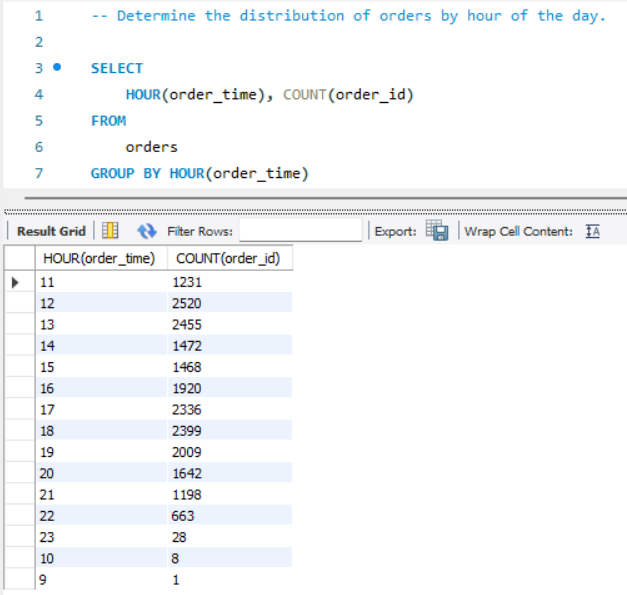 1 -- Determine the distribution of orders by hour of the day.
2
3 SELECT
4 HOUR(order_time), COUNT(order_id)
5 FROM
6 orders
7 GROUP BY HOUR(order_time)
Result Grid Filter Rows: Export: Wrap Cell Content: IA
HOUR(order_time) COUNT(order_id)
11 1231
12 2520
13 2455
14 1472
15 1468
16 1920
17 2336
18 2399
19 2009
20 1642
21 1198
22 663
23 28
10 8
9 1